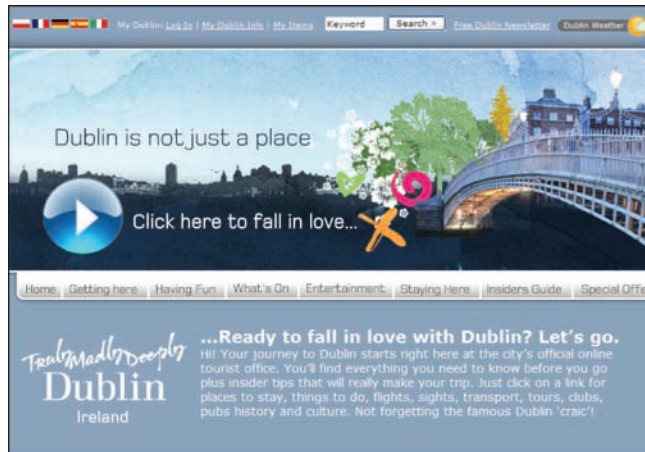 My Dublin: Log In | My Dublin Info | My Items Keyword Search » Free Dublin Newsletter Dublin Weather
Dublin is not just a place
Click here to fall in love...
Home Getting here Having Fun What's On Entertainment Staying Here Insiders Guide Special Offe
Truly Madly Deeply
Dublin
Ireland
...Ready to fall in love with Dublin? Let's go.
Hi! Your journey to Dublin starts right here at the city's official online
tourist office. You'll find everything you need to know before you go
plus insider tips that will really make your trip. Just click on a link for
places to stay, things to do, flights, sights, transport, tours, clubs,
pubs history and culture. Not forgetting the famous Dublin 'craic'!